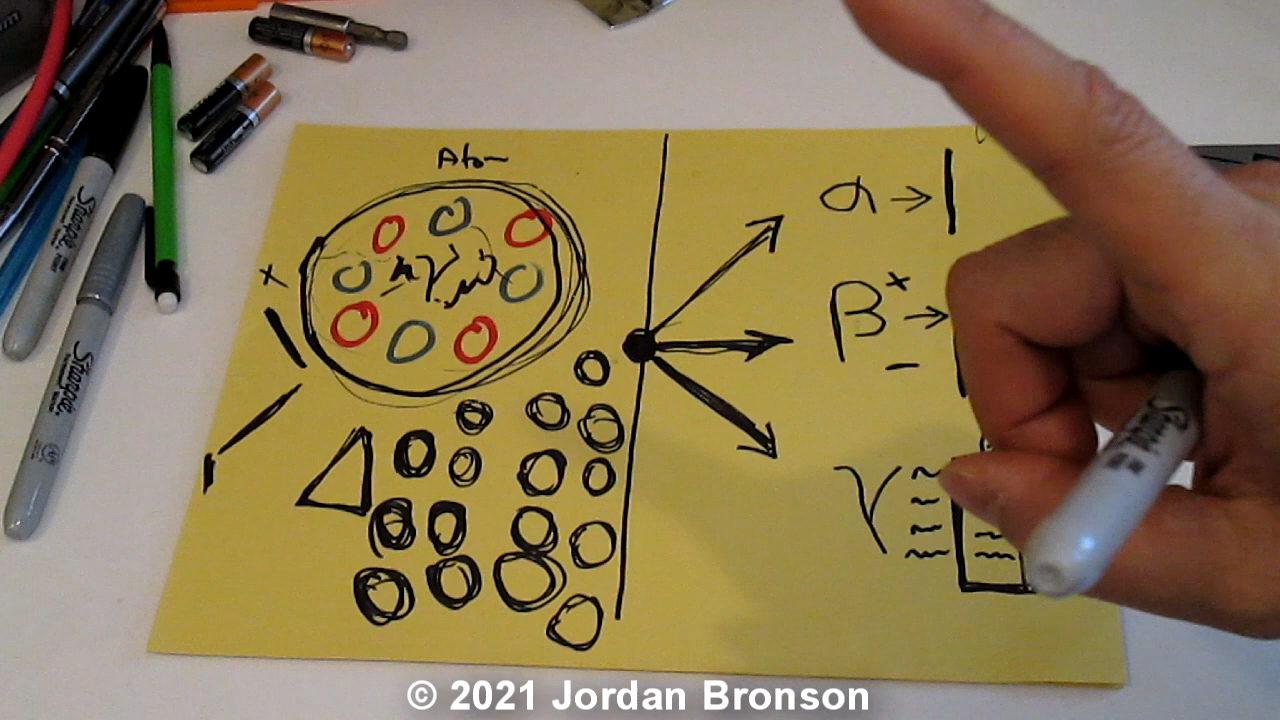 Atom
+
α →
β + →
−
γ
Sharpie
Sharpie
Sharpie
© 2021 Jordan Bronson